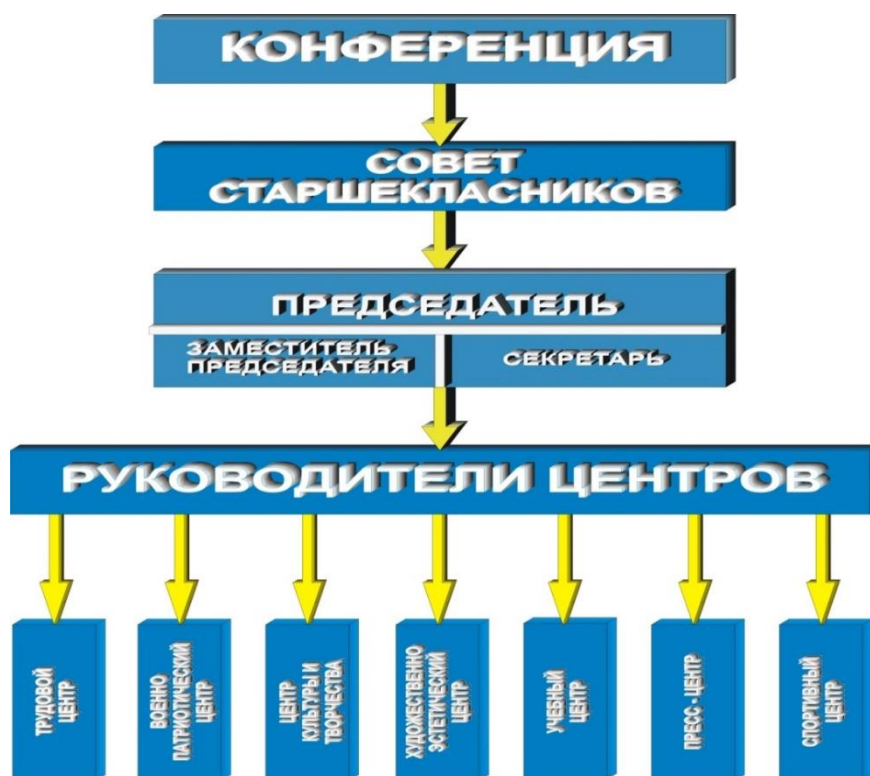 КОНФЕРЕНЦИЯ
СОВЕТ
СТАРШЕКЛАСНИКОВ
ПРЕДСЕДАТЕЛЬ
ЗАМЕСТИТЕЛЬ
ПРЕДСЕДАТЕЛЯ
СЕКРЕТАРЬ
РУКОВОДИТЕЛИ ЦЕНТРОВ
ТРУДОВОЙ
ЦЕНТР
ВОЕННО
ПАТРИОТИЧЕСКИЙ
ЦЕНТР
ЦЕНТР
КУЛЬТУРЫ И
ТВОРЧЕСТВА
ХУДОЖЕСТВЕННО
ЭСТЕТИЧЕСКИЙ
ЦЕНТР
УЧЕБНЫЙ
ЦЕНТР
ПРЕСС - ЦЕНТР
СПОРТИВНЫЙ
ЦЕНТР